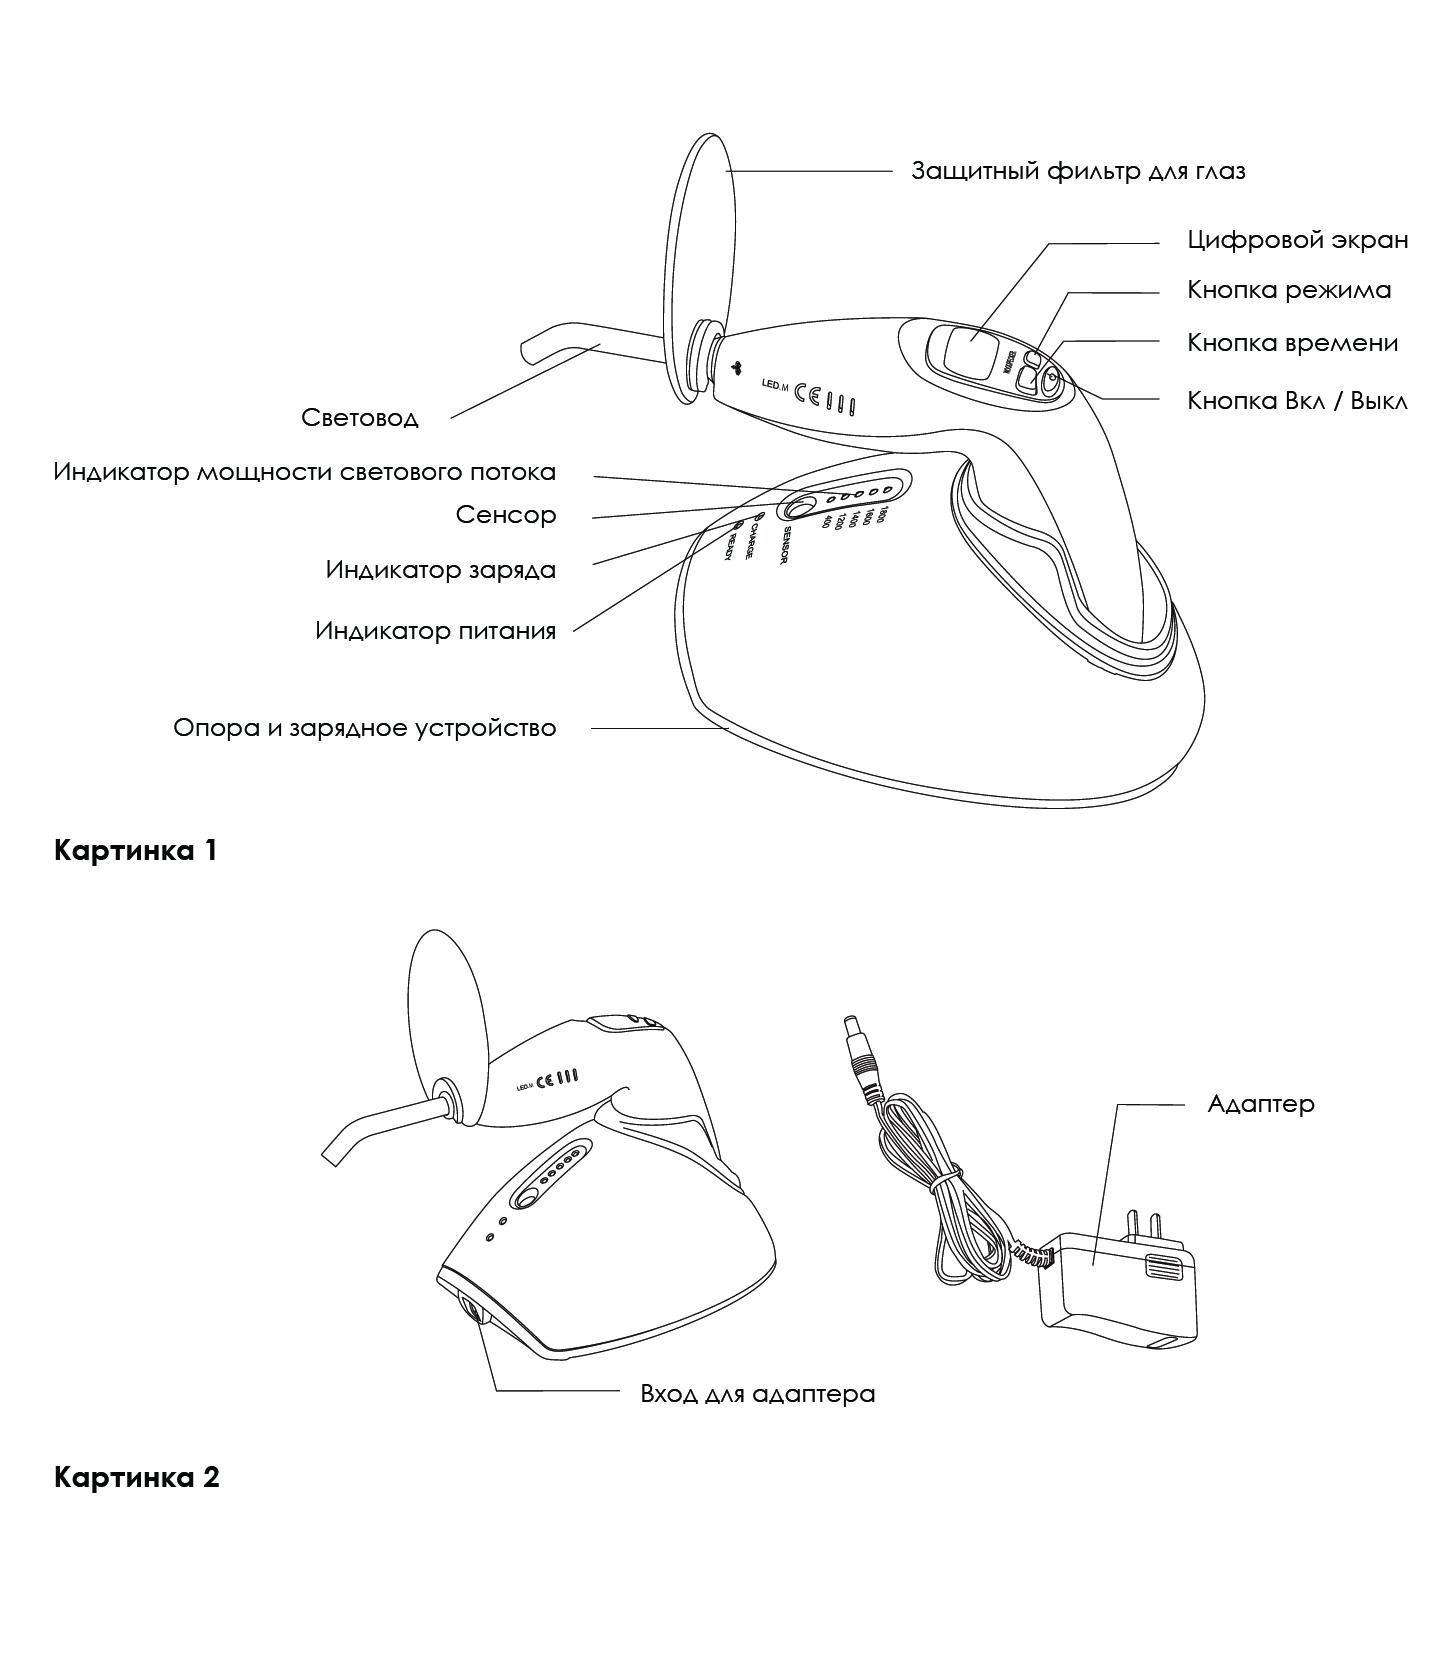 Защитный фильтр для глаз
Цифровой экран
Кнопка режима
Кнопка времени
Кнопка Вкл / Выкл
LED.M CE
Световод
Индикатор мощности светового потока
Сенсор
Индикатор заряда
Индикатор питания
Опора и зарядное устройство
400
1200
1400
1600
1800
SENSOR
CHARGE
READY
Картинка 1
LED.M CE
Адаптер
Вход для адаптера
Картинка 2